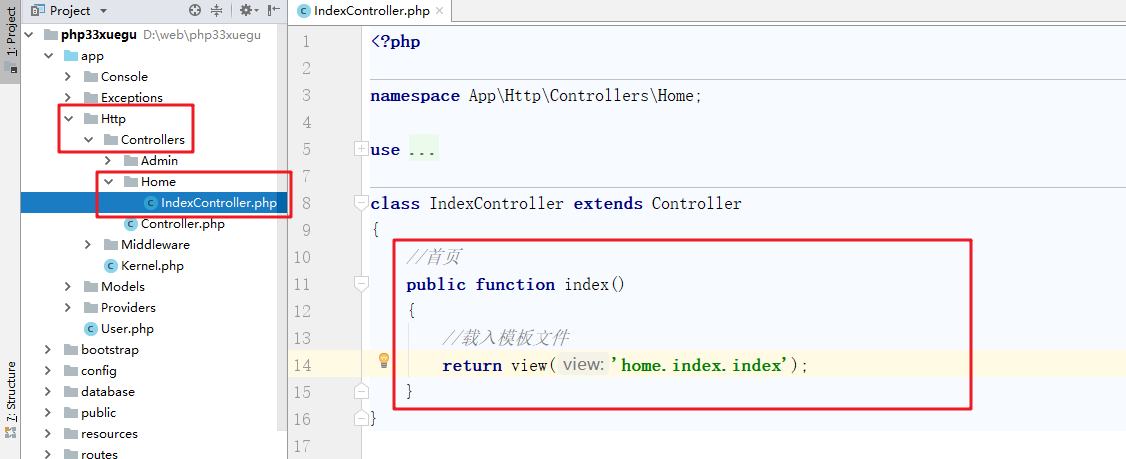 Project
IndexController.php
1: Project
php33xuegu D:\web\php33xuegu
app
Console
Exceptions
Http
Controllers
Admin
Home
IndexController.php
Controller.php
Middleware
Kernel.php
Models
Providers
User.php
bootstrap
config
database
public
resources
routes
7: Structure
1 <?php
2
3 namespace App\Http\Controllers\Home;
4
5 use ...
7
8 class IndexController extends Controller
9 {
10 //首页
11 public function index()
12 {
13 //载入模板文件
14 return view( view: 'home.index.index');
15 }
16 }
17